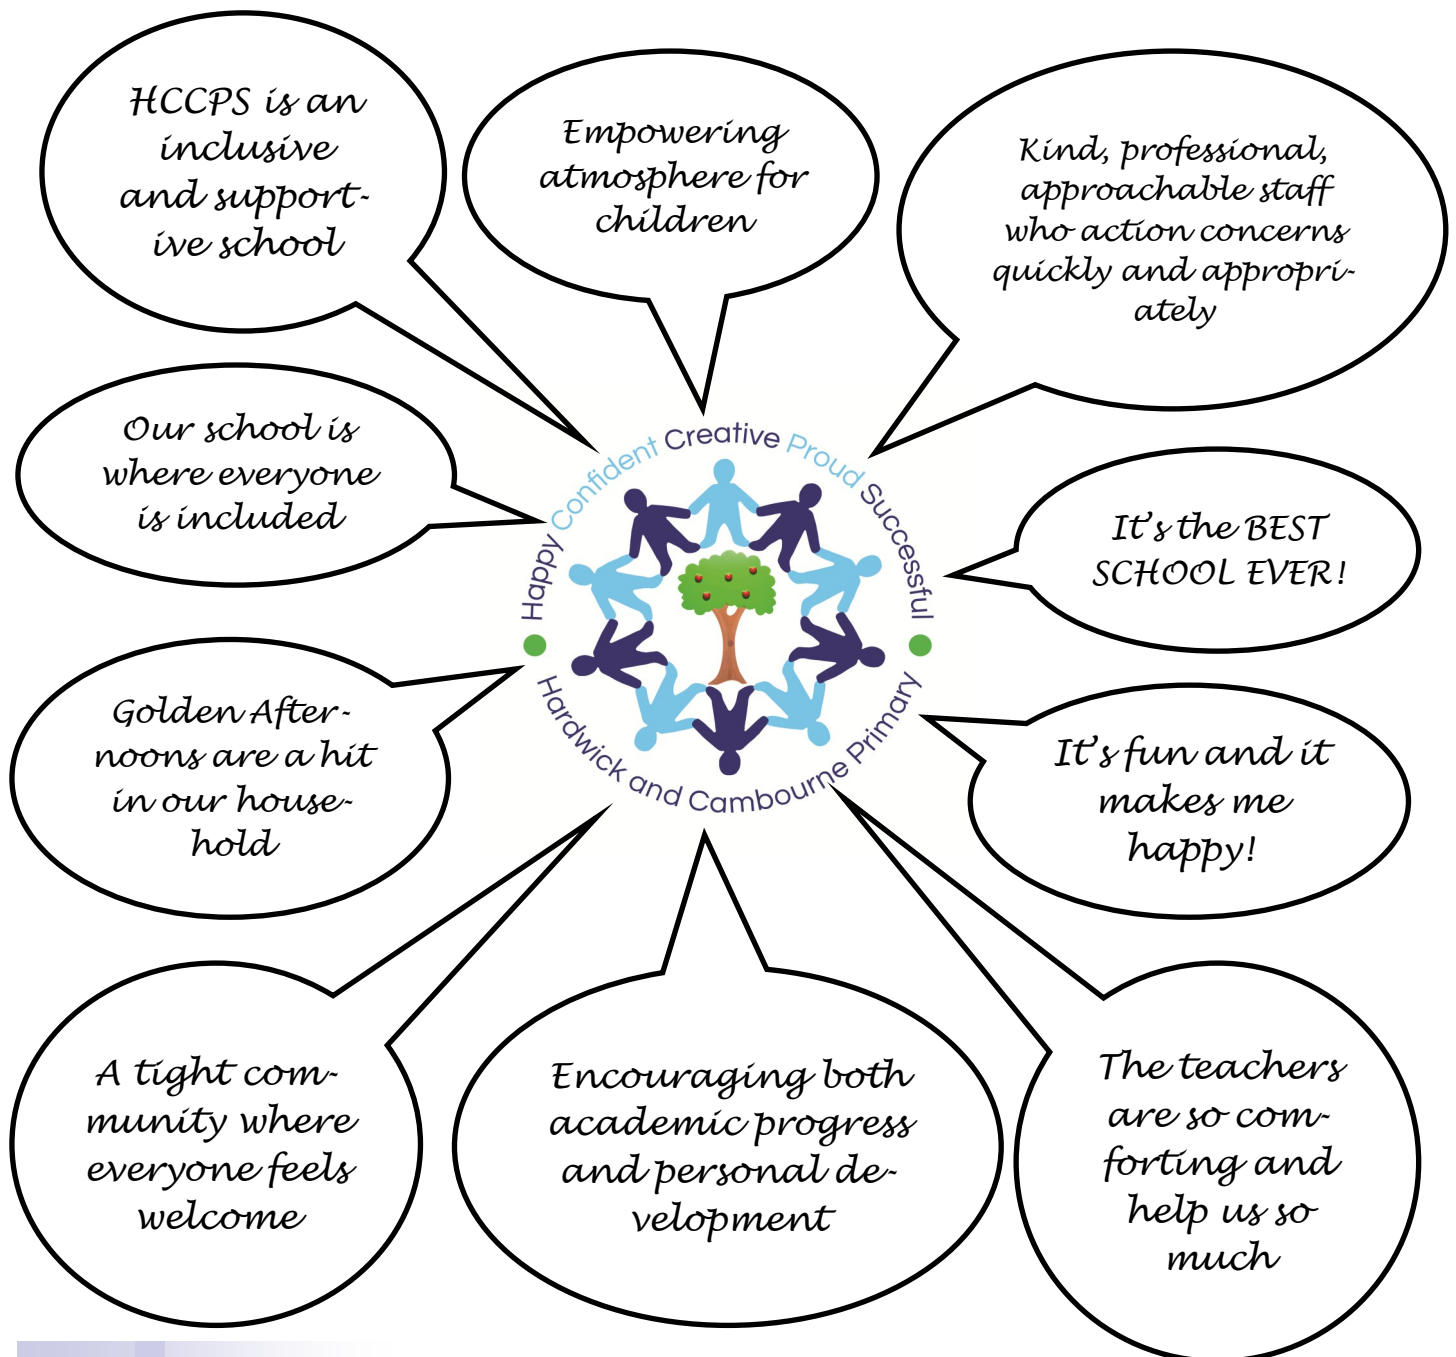 HCCPS is an
inclusive
and support-
ive school
Empowering
atmosphere for
children
Kind, professional,
approachable staff
who action concerns
quickly and appropri-
ately
Our school is
where everyone
is included
Happy Confident Creative Proud Successful
Hardwick and Cambourne Primary
It's the BEST
SCHOOL EVER!
Golden After-
noons are a hit
in our house-
hold
It's fun and it
makes me
happy!
A tight com-
munity where
everyone feels
welcome
Encouraging both
academic progress
and personal de-
velopment
The teachers
are so com-
forting and
help us so
much